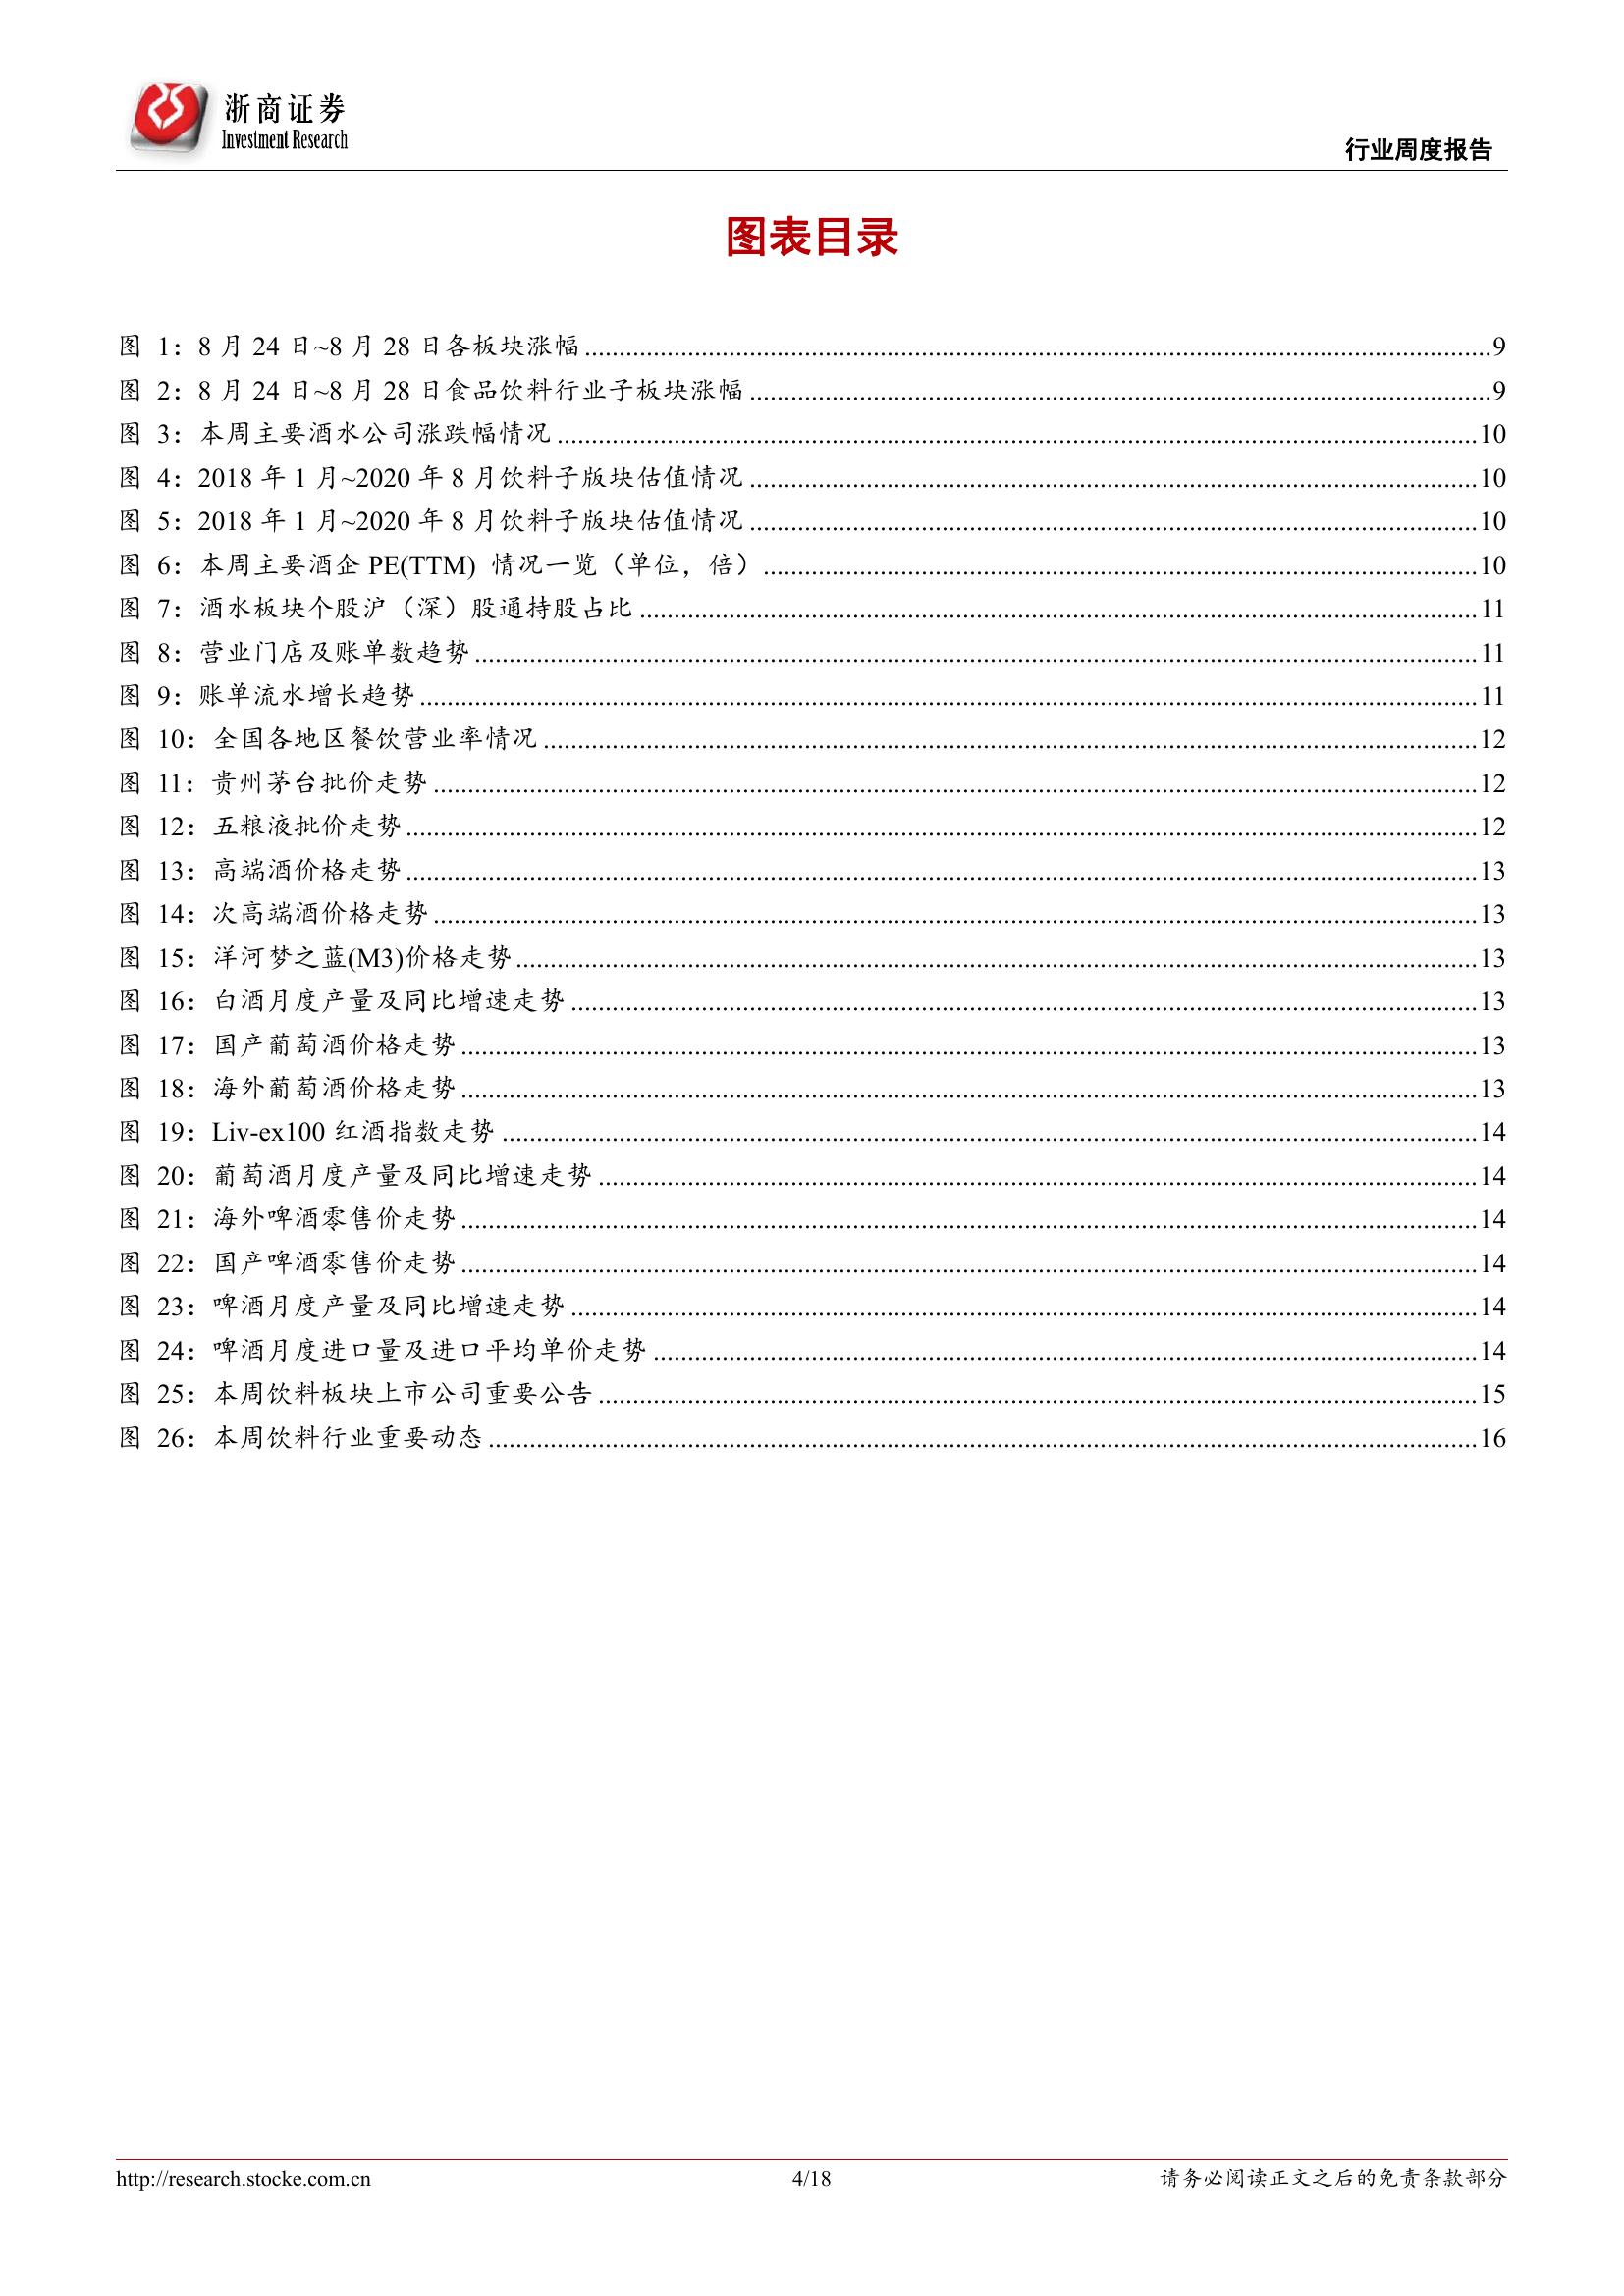 浙商证券
Investment Research
行业周度报告
图表目录
图 1：8 月 24 日~8 月 28 日各板块涨幅........9
图 2：8 月 24 日~8 月 28 日食品饮料行业子板块涨幅........9
图 3：本周主要酒水公司涨跌幅情况........10
图 4：2018 年 1 月~2020 年 8 月饮料子版块估值情况........10
图 5：2018 年 1 月~2020 年 8 月饮料子版块估值情况........10
图 6：本周主要酒企 PE(TTM) 情况一览（单位，倍）........10
图 7：酒水板块个股沪（深）股通持股占比........11
图 8：营业门店及账单数趋势........11
图 9：账单流水增长趋势........11
图 10：全国各地区餐饮营业率情况........12
图 11：贵州茅台批价走势........12
图 12：五粮液批价走势........12
图 13：高端酒价格走势........13
图 14：次高端酒价格走势........13
图 15：洋河梦之蓝(M3)价格走势........13
图 16：白酒月度产量及同比增速走势........13
图 17：国产葡萄酒价格走势........13
图 18：海外葡萄酒价格走势........13
图 19：Liv-ex100 红酒指数走势........14
图 20：葡萄酒月度产量及同比增速走势........14
图 21：海外啤酒零售价走势........14
图 22：国产啤酒零售价走势........14
图 23：啤酒月度产量及同比增速走势........14
图 24：啤酒月度进口量及进口平均单价走势........14
图 25：本周饮料板块上市公司重要公告........15
图 26：本周饮料行业重要动态........16
http://research.stocke.com.cn
4/18
请务必阅读正文之后的免责条款部分